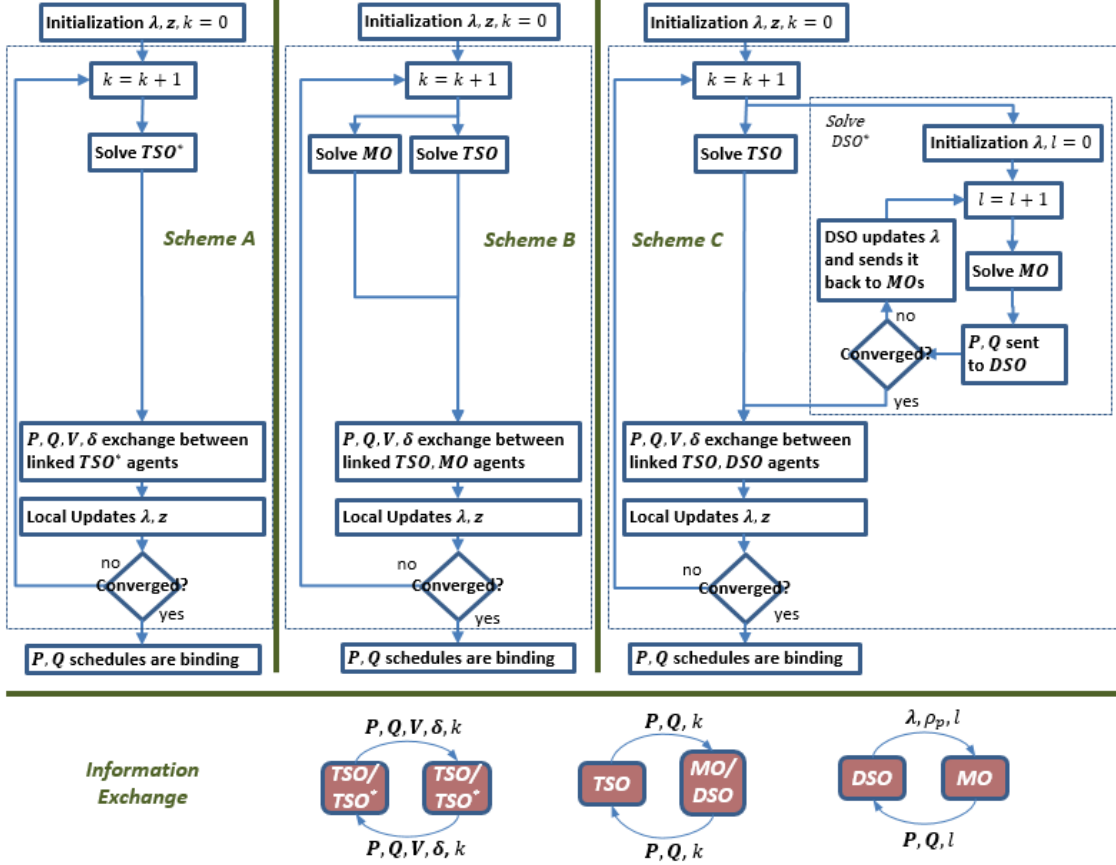 Initialization λ, z, k = 0
k = k + 1
Solve TSO*
Scheme A
P, Q, V, δ exchange between
linked TSO* agents
Local Updates λ, z
no
Converged?
yes
P, Q schedules are binding
Initialization λ, z, k = 0
k = k + 1
Solve MO
Solve TSO
Scheme B
P, Q, V, δ exchange between
linked TSO, MO agents
Local Updates λ, z
no
Converged?
yes
P, Q schedules are binding
Initialization λ, z, k = 0
k = k + 1
Solve TSO
Scheme C
Solve
DSO*
Initialization λ, l = 0
l = l + 1
Solve MO
P, Q sent
to DSO
Converged?
no
DSO updates λ
and sends it
back to MOs
yes
P, Q, V, δ exchange between
linked TSO, DSO agents
Local Updates λ, z
no
Converged?
yes
P, Q schedules are binding
Information
Exchange
P, Q, V, δ, k
TSO/
TSO*
TSO/
TSO*
P, Q, V, δ, k
P, Q, k
TSO
MO/
DSO
P, Q, k
λ, ρp, l
DSO
MO
P, Q, l